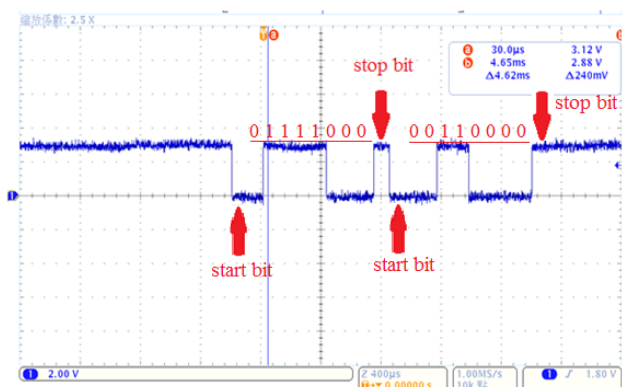 缩放係數: 2.5 X
T a
b
a 30.0μs 3.12 V
b 4.65ms 2.88 V
Δ4.62ms Δ240mV
stop bit
stop bit
0 1 1 1 1 0 0 0
0 0 1 1 0 0 0 0
1
start bit
start bit
1 2.00 V
Z 400μs
1.00MS/s
1 1.80 V
0.00000 s
10k 點